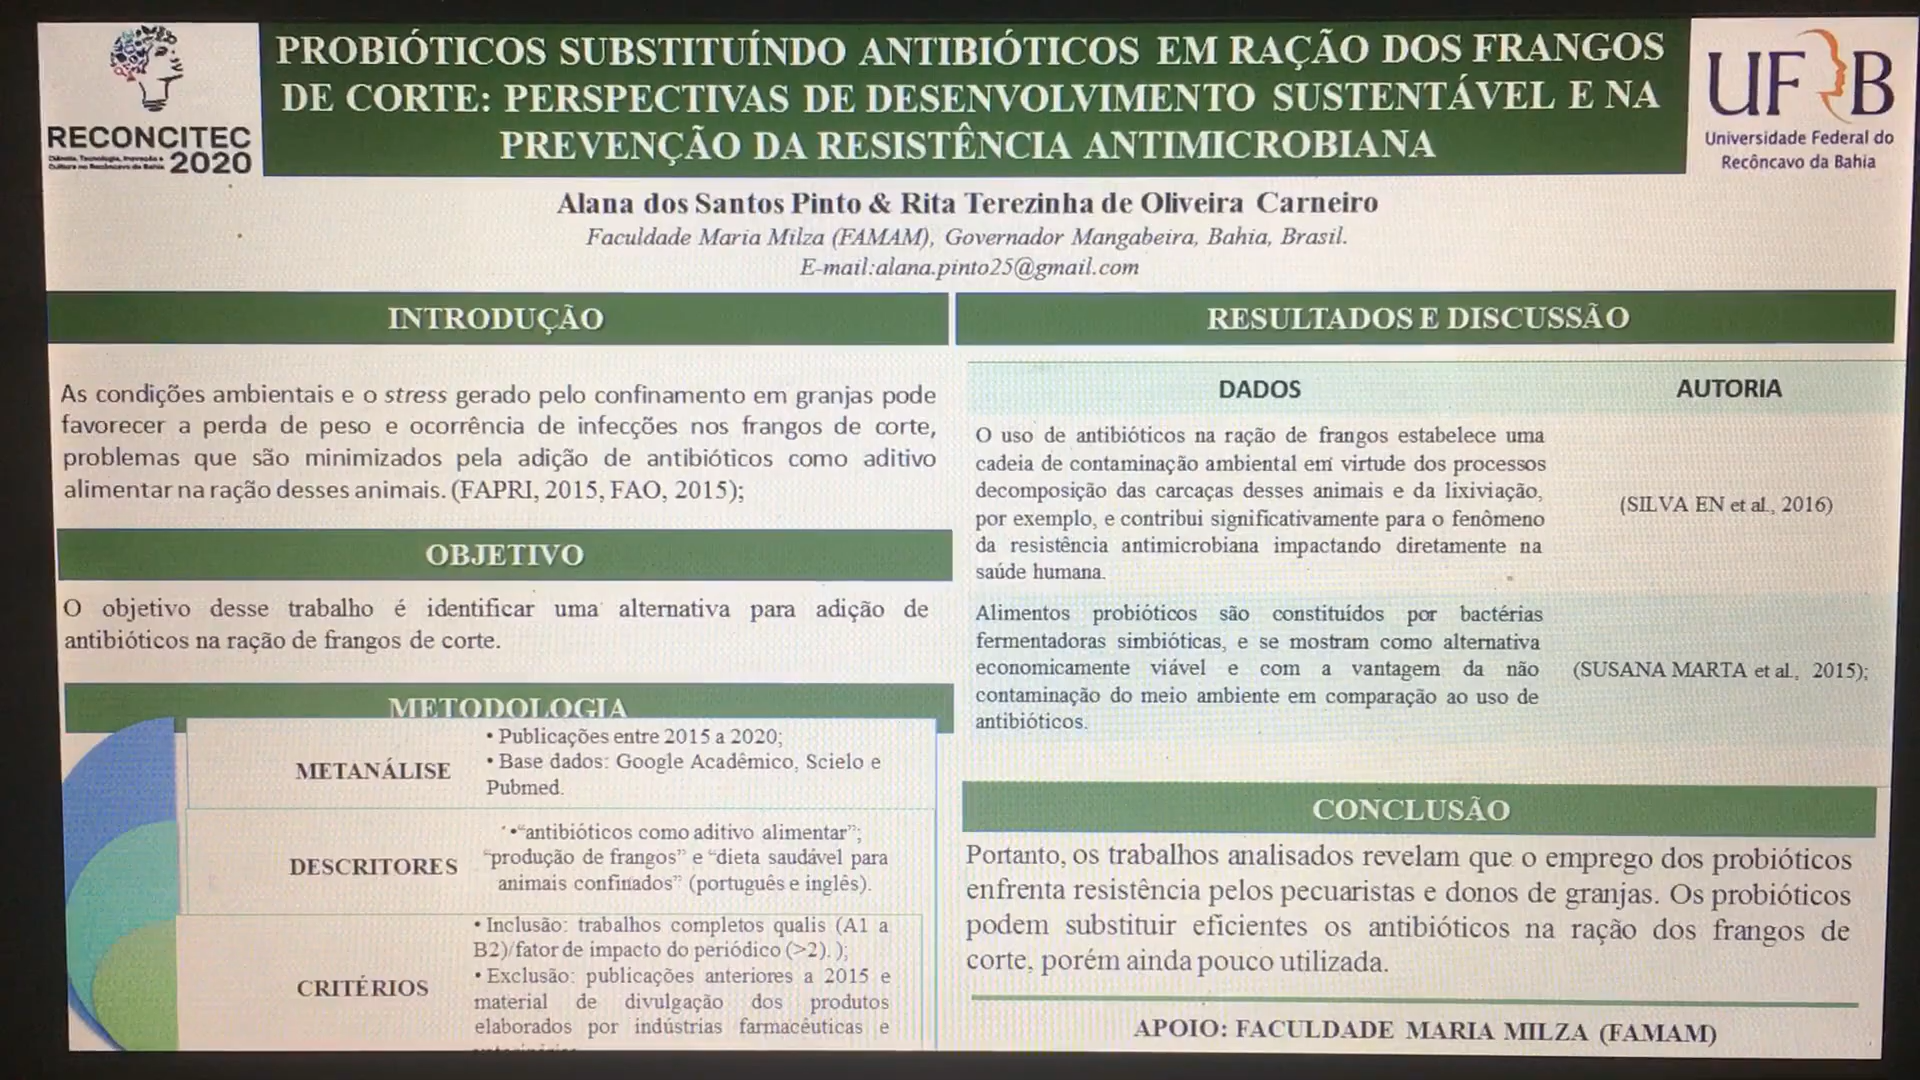 RECONCITEC
Ciência, Tecnologia, Inovação e
Cultura no Recôncavo da Bahia
2020
PROBIÓTICOS SUBSTITUÍNDO ANTIBIÓTICOS EM RAÇÃO DOS FRANGOS
DE CORTE: PERSPECTIVAS DE DESENVOLVIMENTO SUSTENTÁVEL E NA
PREVENÇÃO DA RESISTÊNCIA ANTIMICROBIANA
UFRB
Universidade Federal do
Recôncavo da Bahia
Alana dos Santos Pinto & Rita Terezinha de Oliveira Carneiro
Faculdade Maria Milza (FAMAM), Governador Mangabeira, Bahia, Brasil.
E-mail:alana.pinto25@gmail.com
INTRODUÇÃO
As condições ambientais e o stress gerado pelo confinamento em granjas pode
favorecer a perda de peso e ocorrência de infecções nos frangos de corte,
problemas que são minimizados pela adição de antibióticos como aditivo
alimentar na ração desses animais. (FAPRI, 2015, FAO, 2015);
OBJETIVO
O objetivo desse trabalho é identificar uma alternativa para adição de
antibióticos na ração de frangos de corte.
METODOLOGIA
METANÁLISE
• Publicações entre 2015 a 2020;
• Base dados: Google Acadêmico, Scielo e
Pubmed.
DESCRITORES
•“antibióticos como aditivo alimentar”;
“produção de frangos” e “dieta saudável para
animais confinados” (português e inglês).
CRITÉRIOS
• Inclusão: trabalhos completos qualis (A1 a
B2)/fator de impacto do periódico (>2). );
• Exclusão: publicações anteriores a 2015 e
material de divulgação dos produtos
elaborados por indústrias farmacêuticas e
RESULTADOS E DISCUSSÃO
DADOS
AUTORIA
O uso de antibióticos na ração de frangos estabelece uma
cadeia de contaminação ambiental em virtude dos processos
decomposição das carcaças desses animais e da lixiviação,
por exemplo, e contribui significativamente para o fenômeno
da resistência antimicrobiana impactando diretamente na
saúde humana.
(SILVA EN et al., 2016)
Alimentos probióticos são constituídos por bactérias
fermentadoras simbióticas, e se mostram como alternativa
economicamente viável e com a vantagem da não
contaminação do meio ambiente em comparação ao uso de
antibióticos.
(SUSANA MARTA et al., 2015);
CONCLUSÃO
Portanto, os trabalhos analisados revelam que o emprego dos probióticos
enfrenta resistência pelos pecuaristas e donos de granjas. Os probióticos
podem substituir eficientes os antibióticos na ração dos frangos de
corte, porém ainda pouco utilizada.
APOIO: FACULDADE MARIA MILZA (FAMAM)